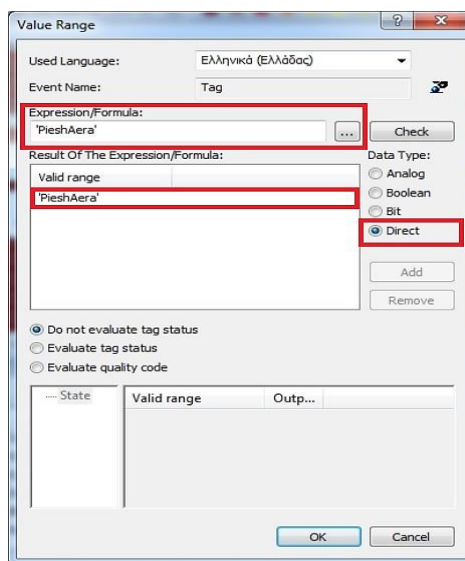 Value Range
?
Used Language:
Ελληνικά (Ελλάδας)
Event Name:
Tag
Expression/Formula:
'PieshAera'
...
Check
Result Of The Expression/Formula:
Data Type:
Valid range
'PieshAera'
Analog
Boolean
Bit
Direct
Add
Remove
Do not evaluate tag status
Evaluate tag status
Evaluate quality code
State
Valid range
Outp...
OK
Cancel